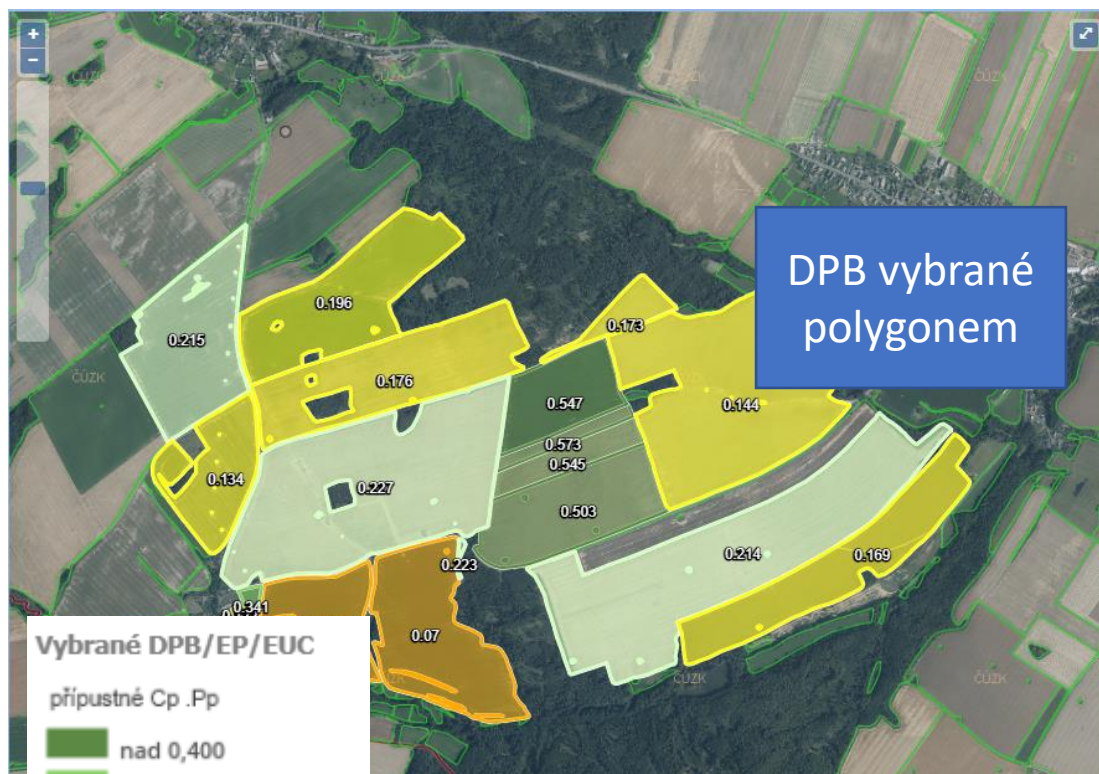 +
−
ČÚZK
ČÚZK
ČÚZK
DPB vybrané
polygonem
0.196
0.173
0.215
0.176
ČÚZK
0.547
0.144
0.573
0.545
0.134
0.227
0.503
0.214
0.169
0.223
0.341
0.07
Vybrané DPB/EP/EUC
přípustné Cp .Pp
nad 0,400
ČÚZK
ČÚZK